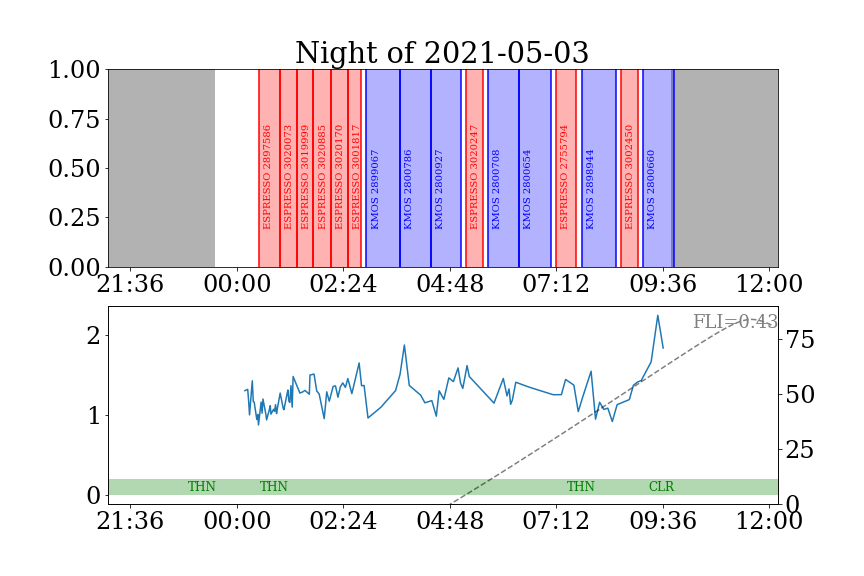 Night of 2021-05-03
1.00
0.75
0.50
0.25
0.00
ESPRESSO 2897586
ESPRESSO 3020073
ESPRESSO 3019999
ESPRESSO 3020885
ESPRESSO 3020170
ESPRESSO 3001817
KMOS 2899067
KMOS 2800786
KMOS 2800927
ESPRESSO 3020247
KMOS 2800708
KMOS 2800654
ESPRESSO 2755794
KMOS 2898944
ESPRESSO 3002450
KMOS 2800660
21:36 00:00 02:24 04:48 07:12 09:36 12:00
FLI=0.43
2
1
0
75
50
25
0
THN THN THN CLR
21:36 00:00 02:24 04:48 07:12 09:36 12:00